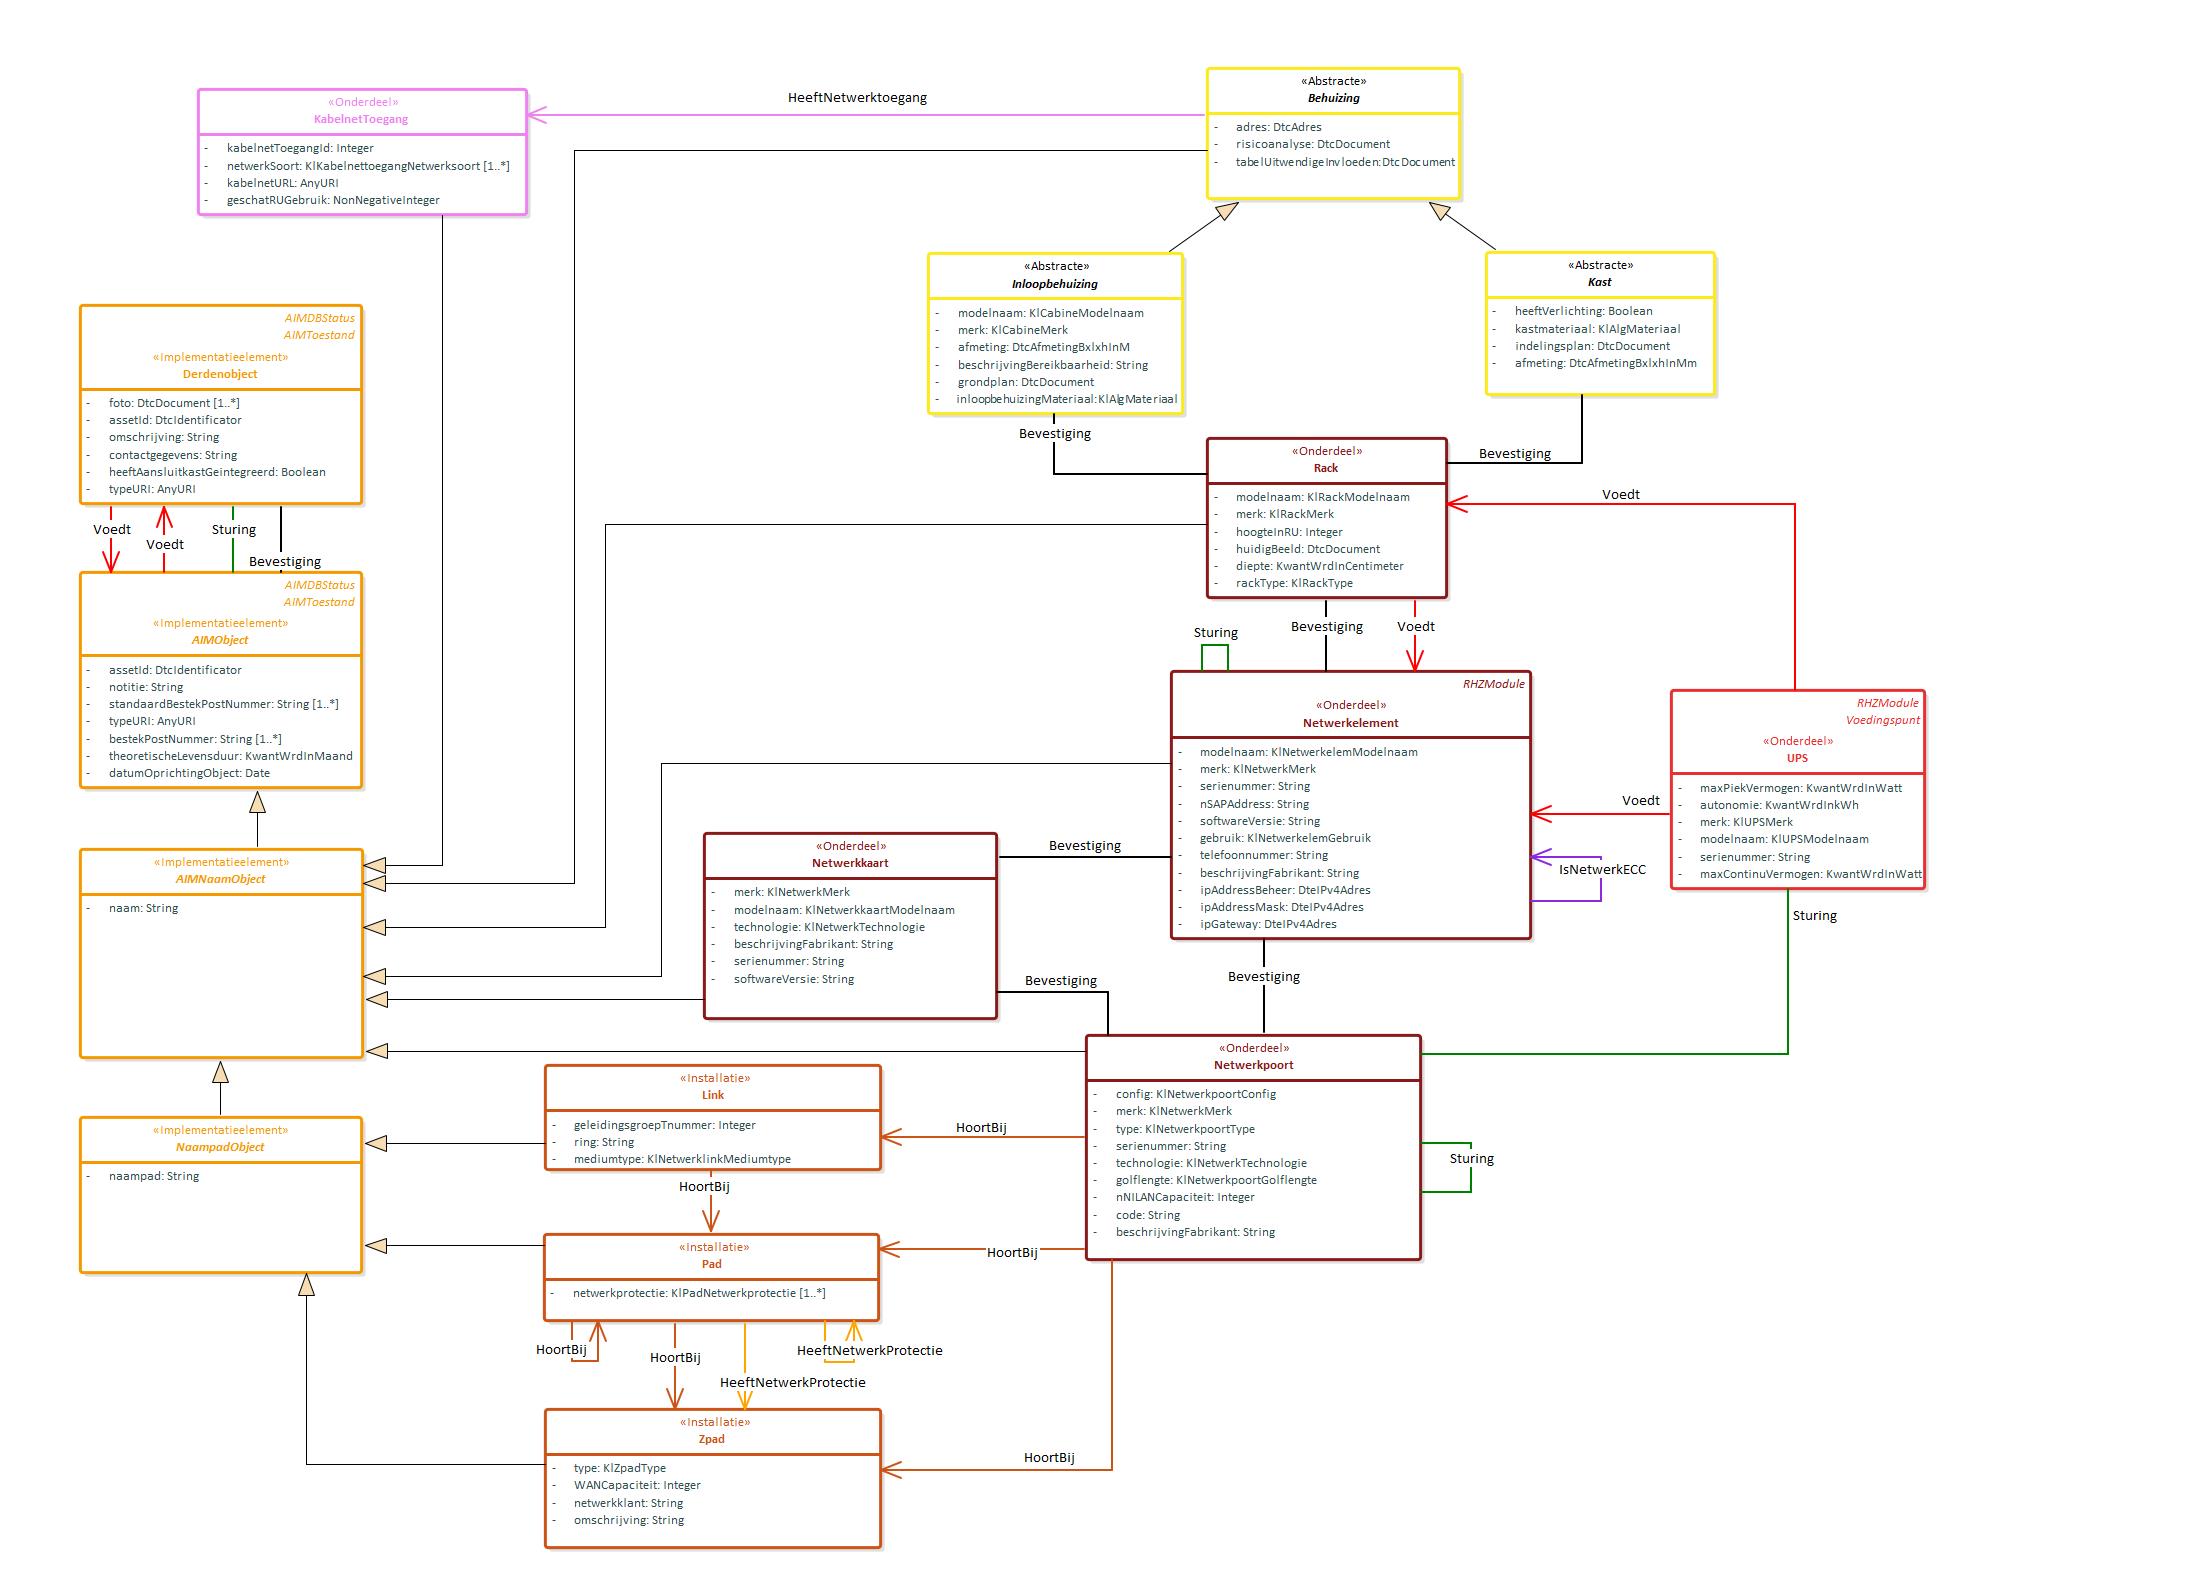 HeeftNetwerktoegang
«Onderdeel»
KabelnetToegang
- kabelnetToegangId: Integer
- netwerkSoort: KlKabelnettoegangNetwerksoort [1..*]
- kabelnetURL: AnyURI
- geschatRUGebruik: NonNegativeInteger
«Abstracte»
Behuizing
- adres: DtcAdres
- risicoanalyse: DtcDocument
- tabelUitwendigeInvloeden:DtcDocument
«Abstracte»
Inloopbehuizing
- modelnaam: KlCabineModelnaam
- merk: KlCabineMerk
- afmeting: DtcAfmetingBxlxhInM
- beschrijvingBereikbaarheid: String
- grondplan: DtcDocument
- inloopbehuizingMateriaal:KlAlgMateriaal
«Abstracte»
Kast
- heeftVerlichting: Boolean
- kastmateriaal: KlAlgMateriaal
- indelingsplan: DtcDocument
- afmeting: DtcAfmetingBxlxhInMm
AIMDBStatus
AIMToestand
«Implementatieelement»
Derdenobject
- foto: DtcDocument [1..*]
- assetId: DtcIdentificator
- omschrijving: String
- contactgegevens: String
- heeftAansluitkastGeintegreerd: Boolean
- typeURI: AnyURI
Voedt
Voedt
Sturing
Bevestiging
AIMDBStatus
AIMToestand
«Implementatieelement»
AIMObject
- assetId: DtcIdentificator
- notitie: String
- standaardBestekPostNummer: String [1..*]
- typeURI: AnyURI
- bestekPostNummer: String [1..*]
- theoretischeLevensduur: KwantWrdInMaand
- datumOprichtingObject: Date
Bevestiging
Bevestiging
«Onderdeel»
Rack
- modelnaam: KlRackModelnaam
- merk: KlRackMerk
- hoogteInRU: Integer
- huidigBeeld: DtcDocument
- diepte: KwantWrdInCentimeter
- rackType: KlRackType
Voedt
Sturing
Bevestiging
Voedt
RHZModule
«Onderdeel»
Netwerkelement
- modelnaam: KlNetwerkelemModelnaam
- merk: KlNetwerkMerk
- serienummer: String
- nSAPAddress: String
- softwareVersie: String
- gebruik: KlNetwerkelemGebruik
- telefoonnummer: String
- beschrijvingFabrikant: String
- ipAddressBeheer: DteIPv4Adres
- ipAddressMask: DteIPv4Adres
- ipGateway: DteIPv4Adres
RHZModule
Voedingspunt
«Onderdeel»
UPS
- maxPiekVermogen: KwantWrdInWatt
- autonomie: KwantWrdInkWh
- merk: KlUPSMerk
- modelnaam: KlUPSModelnaam
- serienummer: String
- maxContinuVermogen: KwantWrdInWatt
Voedt
IsNetwerkECC
Sturing
«Implementatieelement»
AIMNaamObject
- naam: String
«Onderdeel»
Netwerkkaart
- merk: KlNetwerkMerk
- modelnaam: KlNetwerkkaartModelnaam
- technologie: KlNetwerkTechnologie
- beschrijvingFabrikant: String
- serienummer: String
- softwareVersie: String
Bevestiging
Bevestiging
Bevestiging
«Onderdeel»
Netwerkpoort
- config: KlNetwerkpoortConfig
- merk: KlNetwerkMerk
- type: KlNetwerkpoortType
- serienummer: String
- technologie: KlNetwerkTechnologie
- golflengte: KlNetwerkpoortGolflengte
- nNILANCapaciteit: Integer
- code: String
- beschrijvingFabrikant: String
Sturing
«Implementatieelement»
NaampadObject
- naampad: String
«Installatie»
Link
- geleidingsgroepTnummer: Integer
- ring: String
- mediumtype: KlNetwerklinkMediumtype
HoortBij
HoortBij
«Installatie»
Pad
- netwerkprotectie: KlPadNetwerkprotectie [1..*]
HoortBij
HoortBij
HoortBij
HeeftNetwerkProtectie
HeeftNetwerkProtectie
«Installatie»
Zpad
- type: KlZpadType
- WANCapaciteit: Integer
- netwerkklant: String
- omschrijving: String
HoortBij